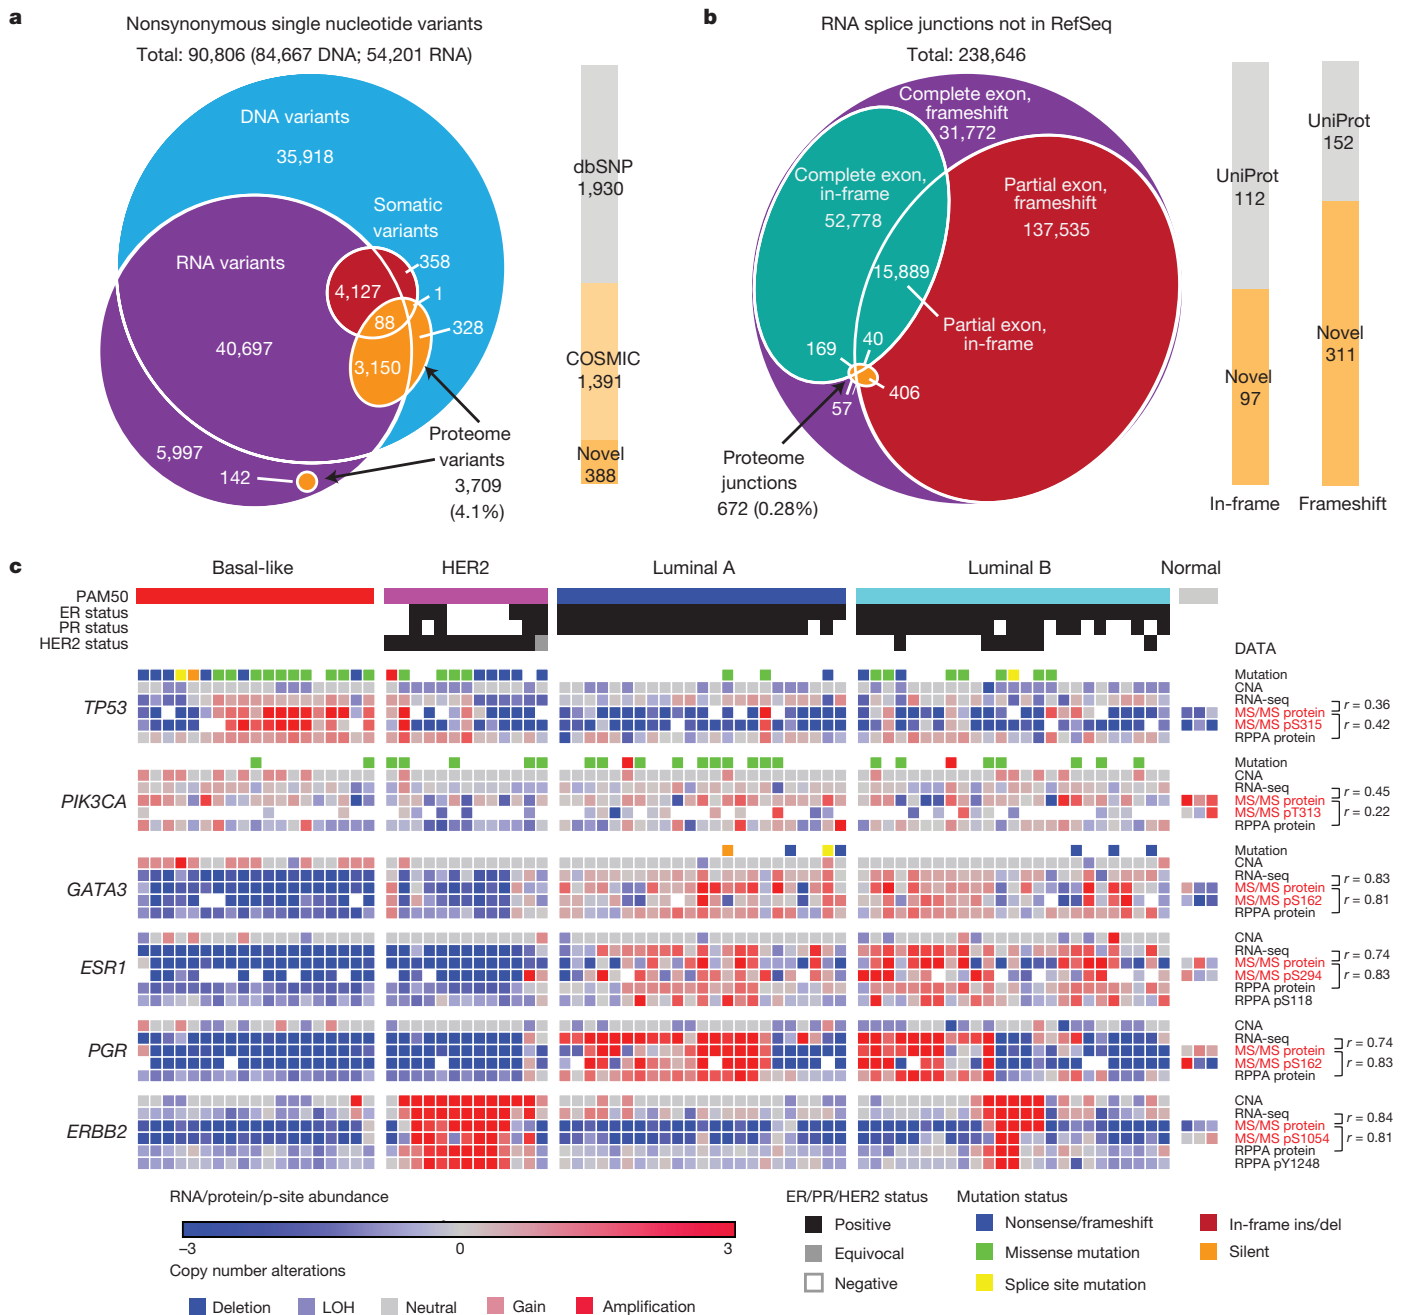 a
Nonsynonymous single nucleotide variants
Total: 90,806 (84,667 DNA; 54,201 RNA)
DNA variants
35,918
Somatic
variants
RNA variants
358
4,127
1
88
328
40,697
3,150
Proteome
variants
3,709
(4.1%)
5,997
142
dbSNP
1,930
COSMIC
1,391
Novel
388
b
RNA splice junctions not in RefSeq
Total: 238,646
Complete exon,
frameshift
31,772
Complete exon,
in-frame
52,778
Partial exon,
frameshift
137,535
15,889
Partial exon,
in-frame
169
40
406
57
Proteome
junctions
672 (0.28%)
UniProt
112
Novel
97
In-frame
UniProt
152
Novel
311
Frameshift
c
Basal-like
HER2
Luminal A
Luminal B
Normal
PAM50
ER status
PR status
HER2 status
DATA
TP53
Mutation
CNA
RNA-seq
MS/MS protein
MS/MS pS315
RPPA protein
r = 0.36
r = 0.42
PIK3CA
Mutation
CNA
RNA-seq
MS/MS protein
MS/MS pT313
RPPA protein
r = 0.45
r = 0.22
GATA3
Mutation
CNA
RNA-seq
MS/MS protein
MS/MS pS162
RPPA protein
r = 0.83
r = 0.81
ESR1
CNA
RNA-seq
MS/MS protein
MS/MS pS294
RPPA protein
RPPA pS118
r = 0.74
r = 0.83
PGR
CNA
RNA-seq
MS/MS protein
MS/MS pS162
RPPA protein
r = 0.74
r = 0.83
ERBB2
CNA
RNA-seq
MS/MS protein
MS/MS pS1054
RPPA protein
RPPA pY1248
r = 0.84
r = 0.81
RNA/protein/p-site abundance
−3
0
3
Copy number alterations
Deletion
LOH
Neutral
Gain
Amplification
ER/PR/HER2 status
Positive
Equivocal
Negative
Mutation status
Nonsense/frameshift
Missense mutation
Splice site mutation
In-frame ins/del
Silent